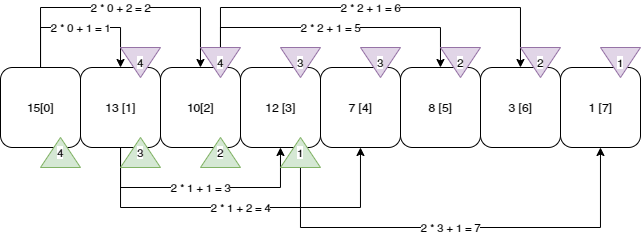 2 * 0 + 2 = 2
2 * 2 + 1 = 6
2 * 0 + 1 = 1
2 * 2 + 1 = 5
4
4
3
3
2
2
1
15[0]
13 [1]
10[2]
12 [3]
7 [4]
8 [5]
3 [6]
1 [7]
4
3
2
1
2 * 1 + 1 = 3
2 * 1 + 2 = 4
2 * 3 + 1 = 7